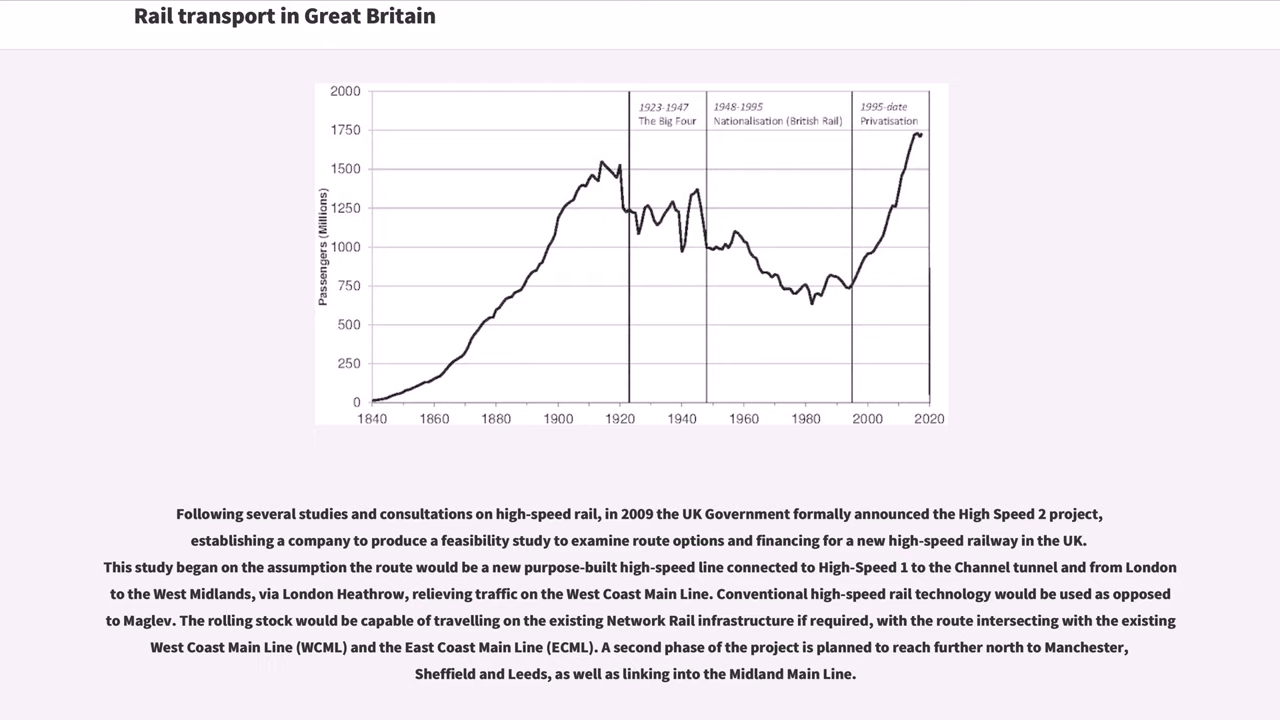 Rail transport in Great Britain
2000
1750
1500
1250
1000
750
500
250
0
Passengers (Millions)
1923-1947
The Big Four
1948-1995
Nationalisation (British Rail)
1995-date
Privatisation
1840
1860
1880
1900
1920
1940
1960
1980
2000
2020
Following several studies and consultations on high-speed rail, in 2009 the UK Government formally announced the High Speed 2 project,
establishing a company to produce a feasibility study to examine route options and financing for a new high-speed railway in the UK.
This study began on the assumption the route would be a new purpose-built high-speed line connected to High-Speed 1 to the Channel tunnel and from London
to the West Midlands, via London Heathrow, relieving traffic on the West Coast Main Line. Conventional high-speed rail technology would be used as opposed
to Maglev. The rolling stock would be capable of travelling on the existing Network Rail infrastructure if required, with the route intersecting with the existing
West Coast Main Line (WCML) and the East Coast Main Line (ECML). A second phase of the project is planned to reach further north to Manchester,
Sheffield and Leeds, as well as linking into the Midland Main Line.